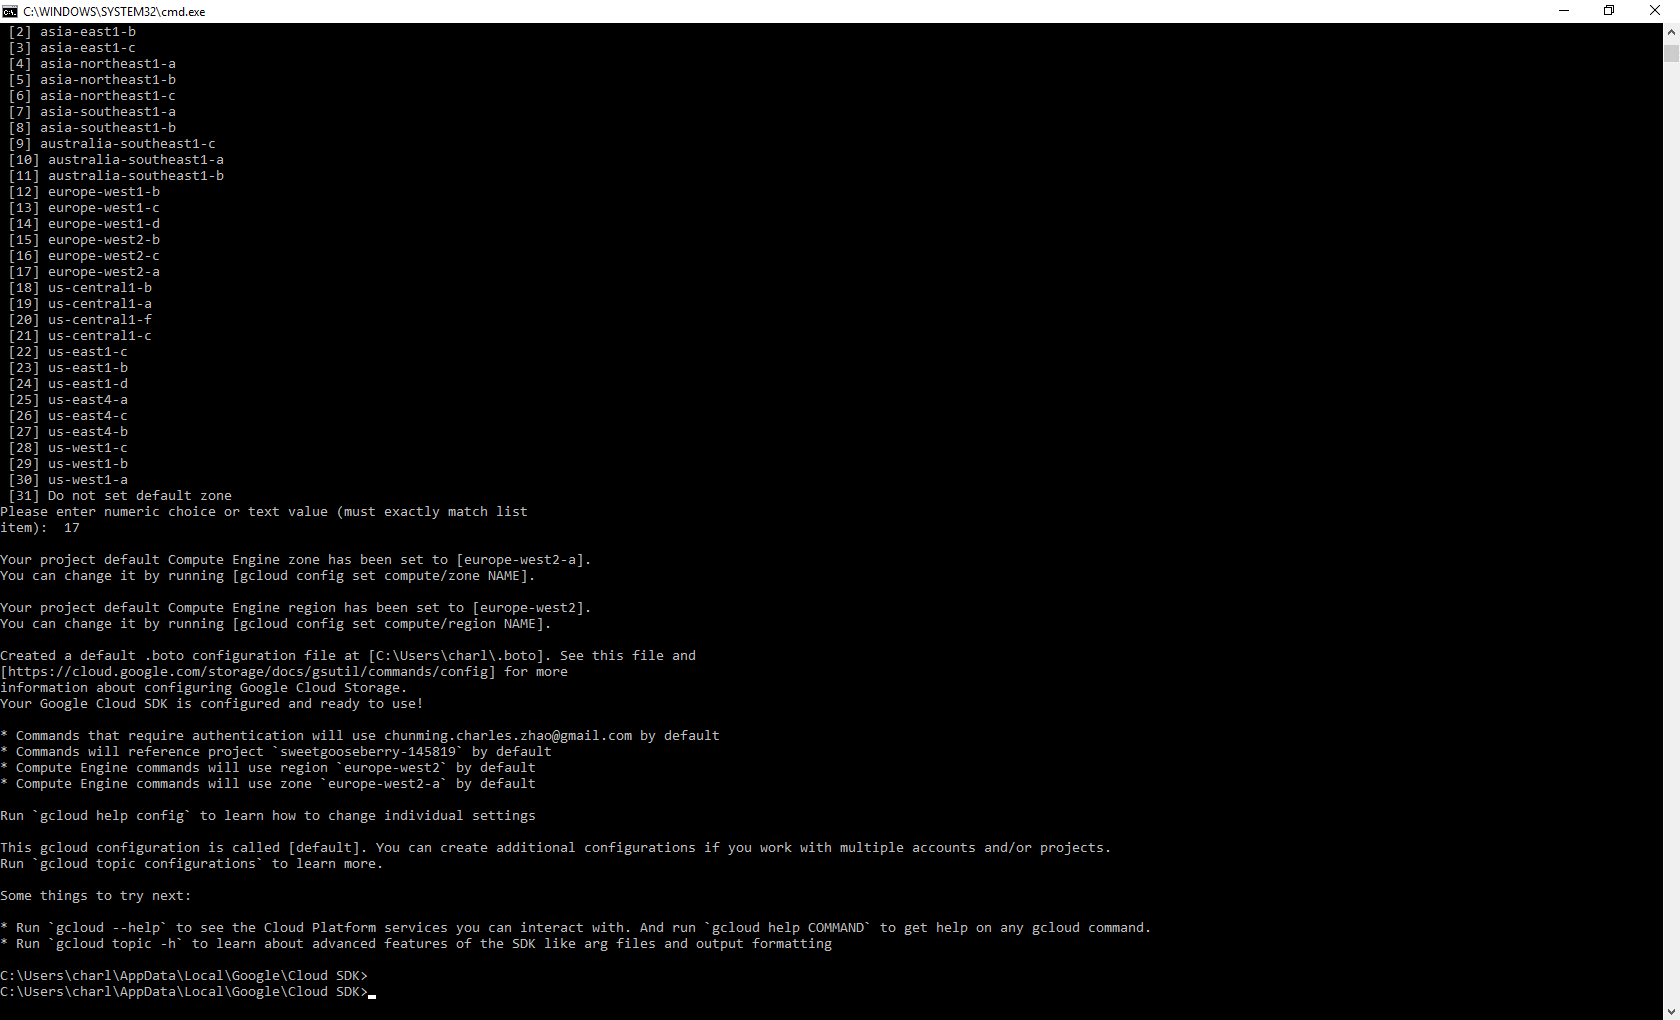 C:\WINDOWS\SYSTEM32\cmd.exe
[2] asia-east1-b
[3] asia-east1-c
[4] asia-northeast1-a
[5] asia-northeast1-b
[6] asia-northeast1-c
[7] asia-southeast1-a
[8] asia-southeast1-b
[9] australia-southeast1-c
[10] australia-southeast1-a
[11] australia-southeast1-b
[12] europe-west1-b
[13] europe-west1-c
[14] europe-west1-d
[15] europe-west2-b
[16] europe-west2-c
[17] europe-west2-a
[18] us-central1-b
[19] us-central1-a
[20] us-central1-f
[21] us-central1-c
[22] us-east1-c
[23] us-east1-b
[24] us-east1-d
[25] us-east4-a
[26] us-east4-c
[27] us-east4-b
[28] us-west1-c
[29] us-west1-b
[30] us-west1-a
[31] Do not set default zone
Please enter numeric choice or text value (must exactly match list
item):  17
Your project default Compute Engine zone has been set to [europe-west2-a].
You can change it by running [gcloud config set compute/zone NAME].
Your project default Compute Engine region has been set to [europe-west2].
You can change it by running [gcloud config set compute/region NAME].
Created a default .boto configuration file at [C:\Users\charl\.boto]. See this file and
[https://cloud.google.com/storage/docs/gsutil/commands/config] for more
information about configuring Google Cloud Storage.
Your Google Cloud SDK is configured and ready to use!
* Commands that require authentication will use chunming.charles.zhao@gmail.com by default
* Commands will reference project `sweetgooseberry-145819` by default
* Compute Engine commands will use region `europe-west2` by default
* Compute Engine commands will use zone `europe-west2-a` by default
Run `gcloud help config` to learn how to change individual settings
This gcloud configuration is called [default]. You can create additional configurations if you work with multiple accounts and/or projects.
Run `gcloud topic configurations` to learn more.
Some things to try next:
* Run `gcloud --help` to see the Cloud Platform services you can interact with. And run `gcloud help COMMAND` to get help on any gcloud command.
* Run `gcloud topic -h` to learn about advanced features of the SDK like arg files and output formatting
C:\Users\charl\AppData\Local\Google\Cloud SDK>
C:\Users\charl\AppData\Local\Google\Cloud SDK>